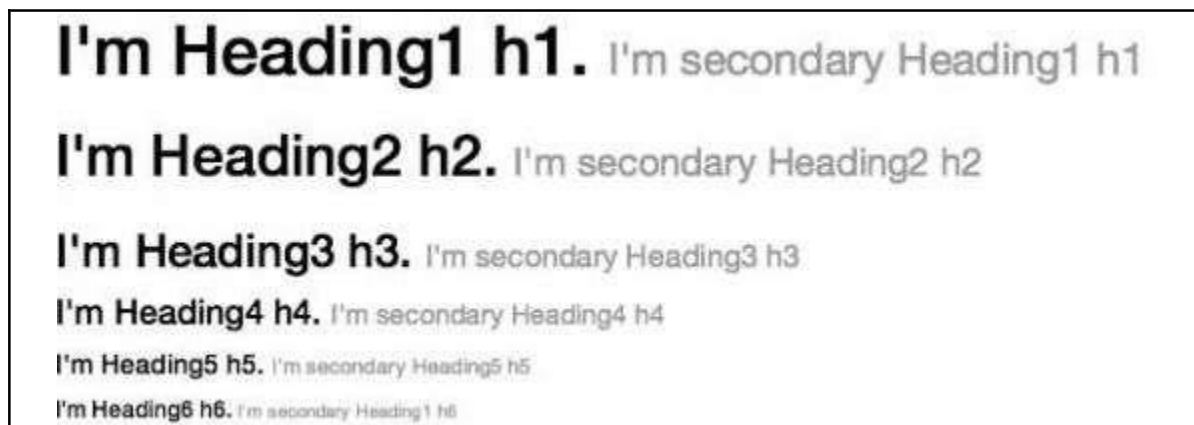 I'm Heading1 h1. I'm secondary Heading1 h1
I'm Heading2 h2. I'm secondary Heading2 h2
I'm Heading3 h3. I'm secondary Heading3 h3
I'm Heading4 h4. I'm secondary Heading4 h4
I'm Heading5 h5. I'm secondary Heading5 h5
I'm Heading6 h6. I'm secondary Heading1 h6